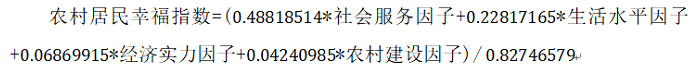 农村居民幸福指数=(0.48818514*社会服务因子+0.22817165*生活水平因子
+0.06869915*经济实力因子+0.04240985*农村建设因子)/0.82746579